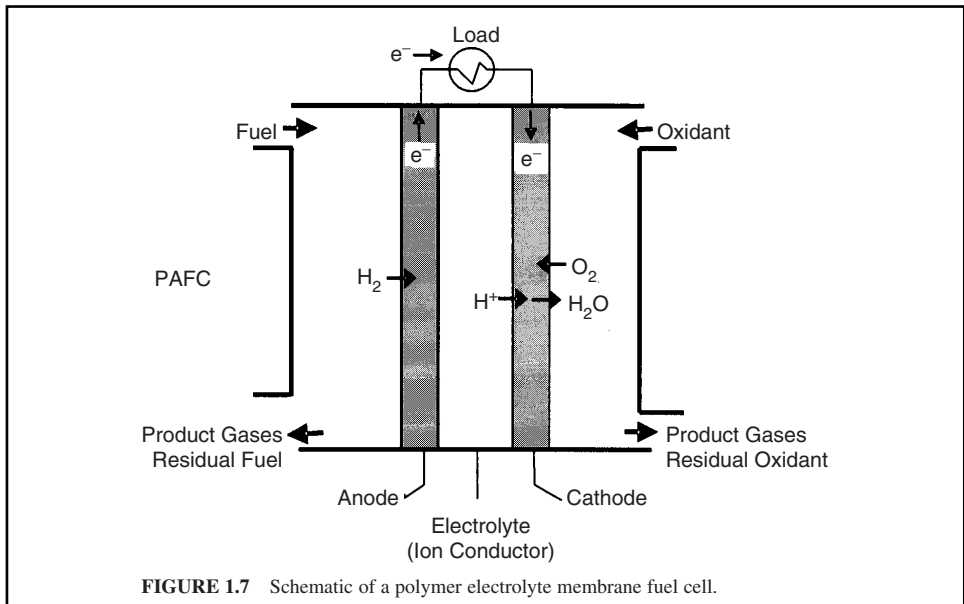 Load
e⁻
Fuel
Oxidant
e⁻
e⁻
PAFC
H₂
O₂
H⁺
H₂O
Product Gases
Residual Fuel
Product Gases
Residual Oxidant
Anode
Cathode
Electrolyte
(Ion Conductor)
FIGURE 1.7 Schematic of a polymer electrolyte membrane fuel cell.